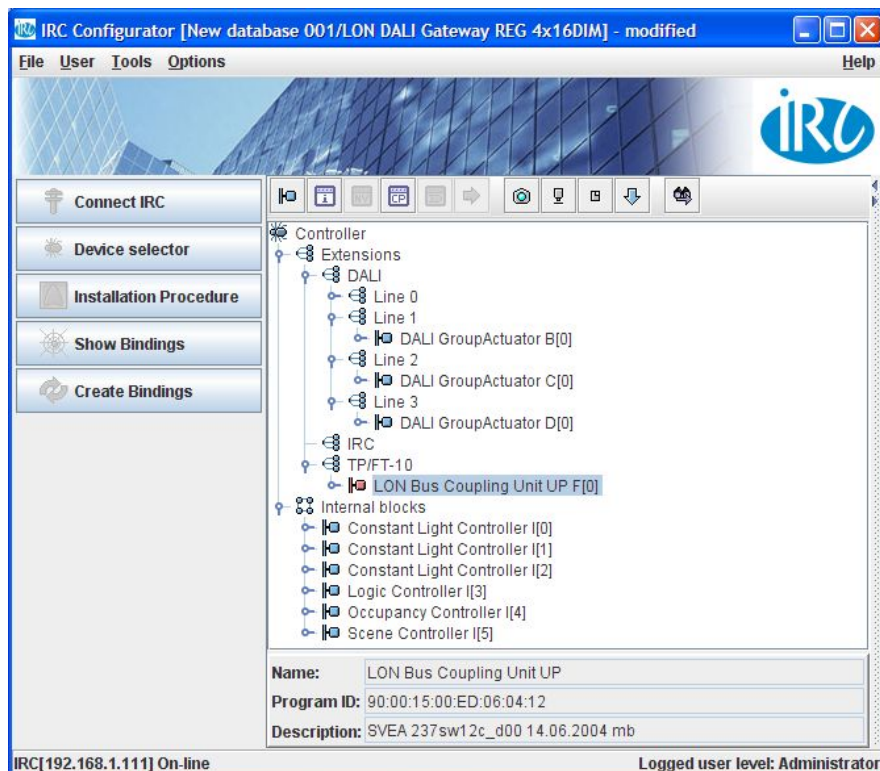 IRC Configurator [New database 001/LON DALI Gateway REG 4x16DIM] - modified
File User Tools Options Help
IRC
Connect IRC
Device selector
Installation Procedure
Show Bindings
Create Bindings
CP
Controller
Extensions
DALI
Line 0
Line 1
DALI GroupActuator B[0]
Line 2
DALI GroupActuator C[0]
Line 3
DALI GroupActuator D[0]
IRC
TP/FT-10
LON Bus Coupling Unit UP F[0]
Internal blocks
Constant Light Controller I[0]
Constant Light Controller I[1]
Constant Light Controller I[2]
Logic Controller I[3]
Occupancy Controller I[4]
Scene Controller I[5]
Name: LON Bus Coupling Unit UP
Program ID: 90:00:15:00:ED:06:04:12
Description: SVEA 237sw12c_d00 14.06.2004 mb
IRC[192.168.1.111] On-line Logged user level: Administrator